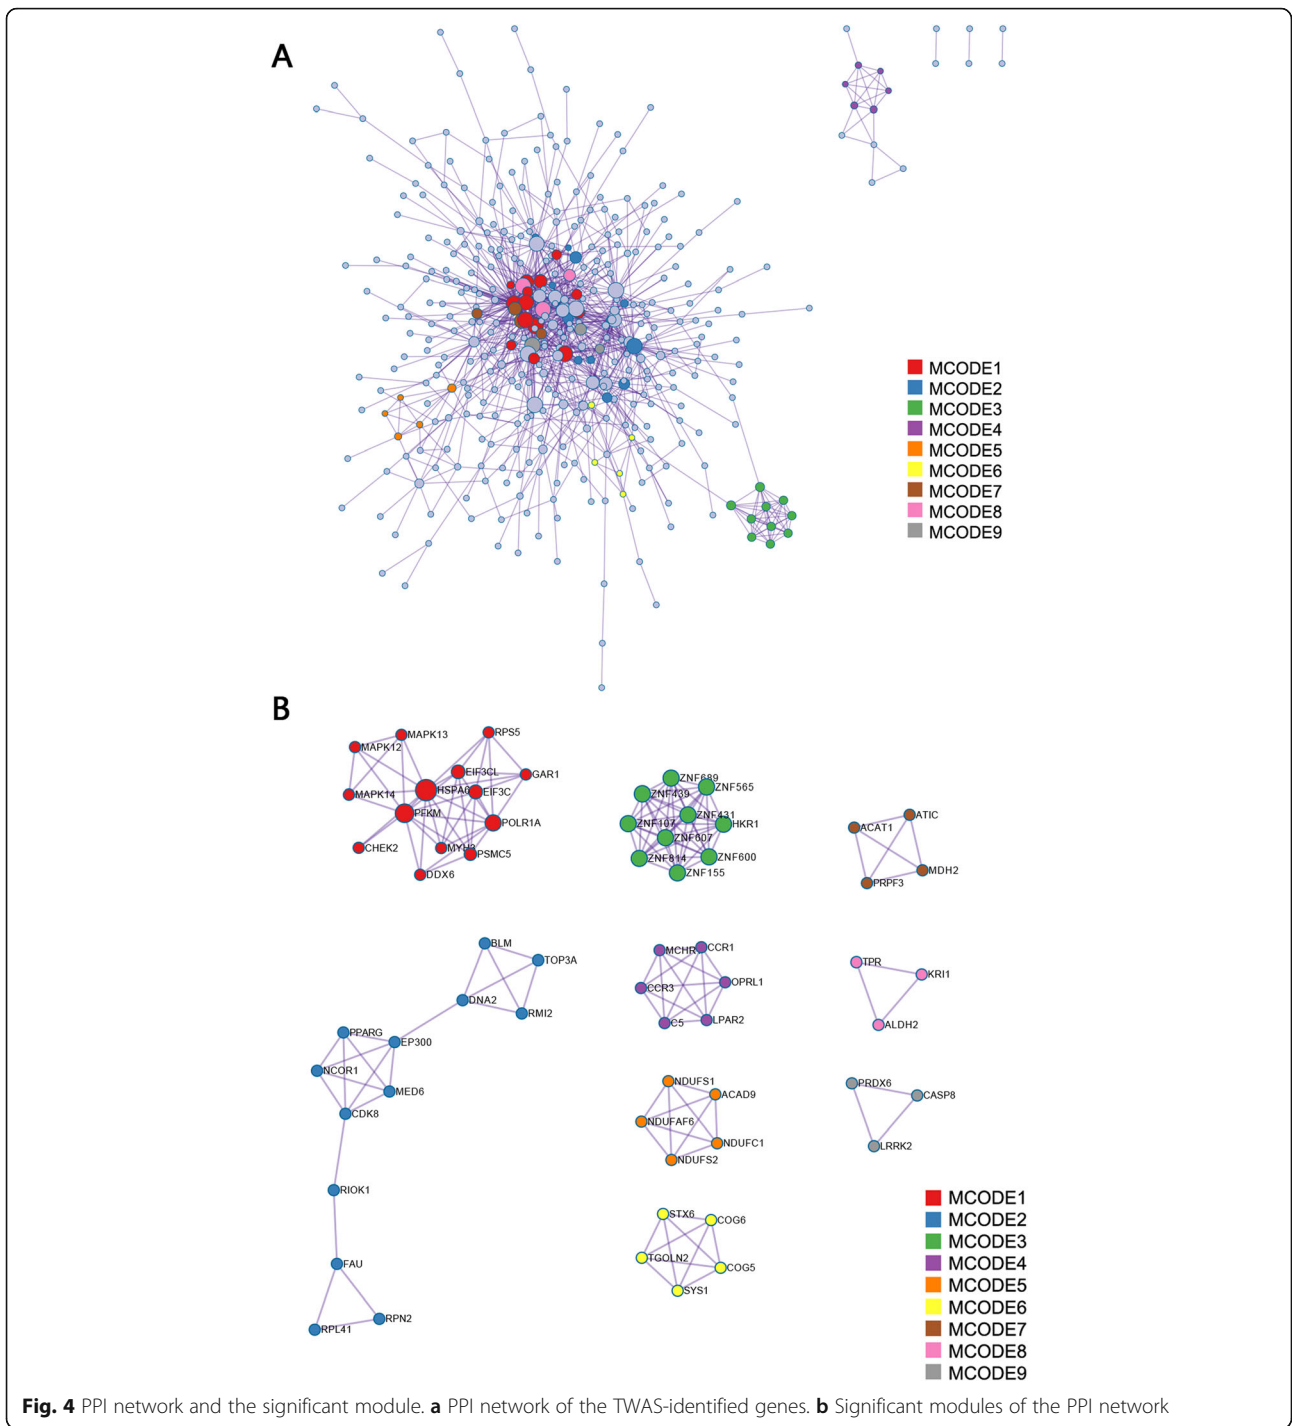 A
MCODE1
MCODE2
MCODE3
MCODE4
MCODE5
MCODE6
MCODE7
MCODE8
MCODE9
B
MAPK13
RPS5
MAPK12
EIF3CL
GAR1
MAPK14
HSPA6
EIF3C
PFKM
POLR1A
CHEK2
MYH3
PSMC5
DDX6
ZNF689
ZNF565
ZNF439
ZNF431
ZNF107
HKR1
ZNF607
ZNF814
ZNF600
ZNF155
ATIC
ACAT1
MDH2
PRPF3
BLM
TOP3A
DNA2
RMI2
PPARG
EP300
NCOR1
MED6
CDK8
RIOK1
FAU
RPN2
RPL41
MCHR
CCR1
CCR3
OPRL1
C5
LPAR2
TPR
KRI1
ALDH2
NDUFS1
ACAD9
NDUFAF6
NDUFC1
NDUFS2
PRDX6
CASP8
LRRK2
STX6
COG6
TGOLN2
COG5
SYS1
MCODE1
MCODE2
MCODE3
MCODE4
MCODE5
MCODE6
MCODE7
MCODE8
MCODE9
Fig. 4 PPI network and the significant module. a PPI network of the TWAS-identified genes. b Significant modules of the PPI network